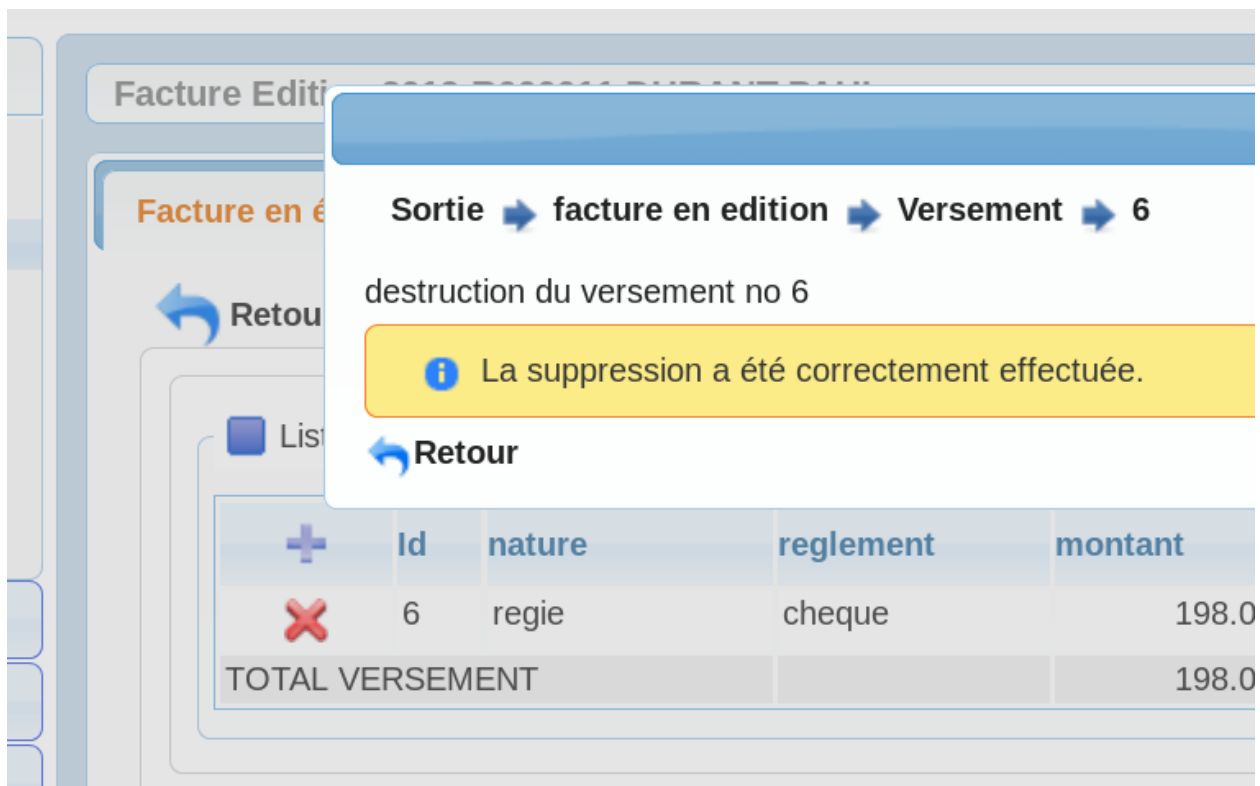 Facture Editi
Sortie facture en edition Versement 6
Facture en é
destruction du versement no 6
Retou
La suppression a été correctement effectuée.
List
Retour
Id nature reglement montant
6 regie cheque 198.0
TOTAL VERSEMENT 198.0